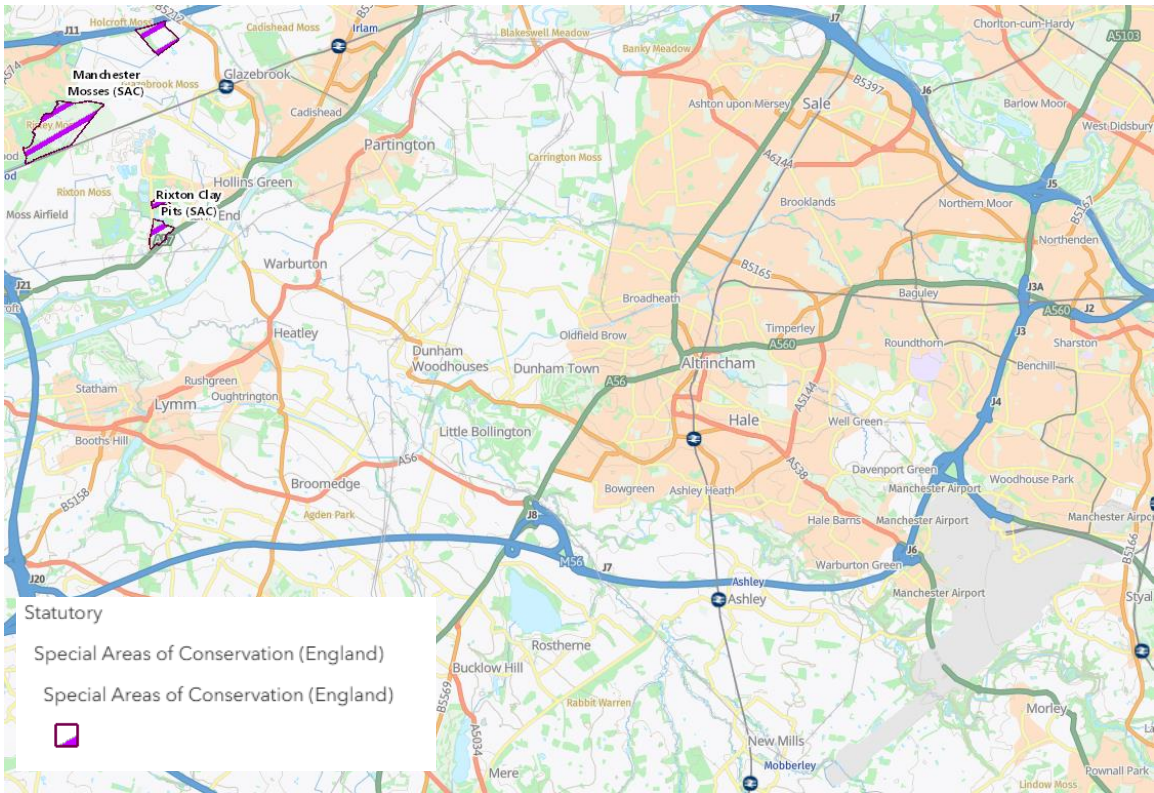 Holcroft Moss
B5212
Cadishead Moss
Irlam
J11
Glazebrook
Manchester
Mosses (SAC)
Cadishead
Hollins Green
Rixton Moss
Rixton Clay
Pits (SAC)
Moss Airfield
J21
Partington
Warburton
Heatley
Statham
Rushgreen
Oughtrington
Lymm
Booths Hill
B5158
Broomedge
Agden Park
J20
Blakeswell Meadow
Banky Meadow
Carrington Moss
Dunham
Woodhouses
Dunham Town
Little Bollington
A56
J8
M56
J7
Rostherne
Bucklow Hill
Rabbit Warren
B5569
A5034
Mere
J7
Chorlton-cum-Hardy
A5103
B5397
J6
Ashton upon Mersey
Sale
Barlow Moor
West Didsbury
A6144
J5
B5167
Brooklands
Northern Moor
Northenden
B5165
Broadheath
Baguley
J3A
A560
J2
Oldfield Brow
Timperley
A560
Roundthorn
J3
Sharston
Benchill
Altrincham
A56
A5144
J4
Hale
Well Green
Davenport Green
Manchester Airport
Woodhouse Park
Bowgreen
Ashley Heath
A538
Hale Barns
Manchester Airport
Manchester Airpor
J6
Warburton Green
B5166
Ashley
Ashley
Manchester Airport
Styal
Morley
New Mills
Mobberley
Pownall Park
Lindow Moss
Statutory
Special Areas of Conservation (England)
Special Areas of Conservation (England)